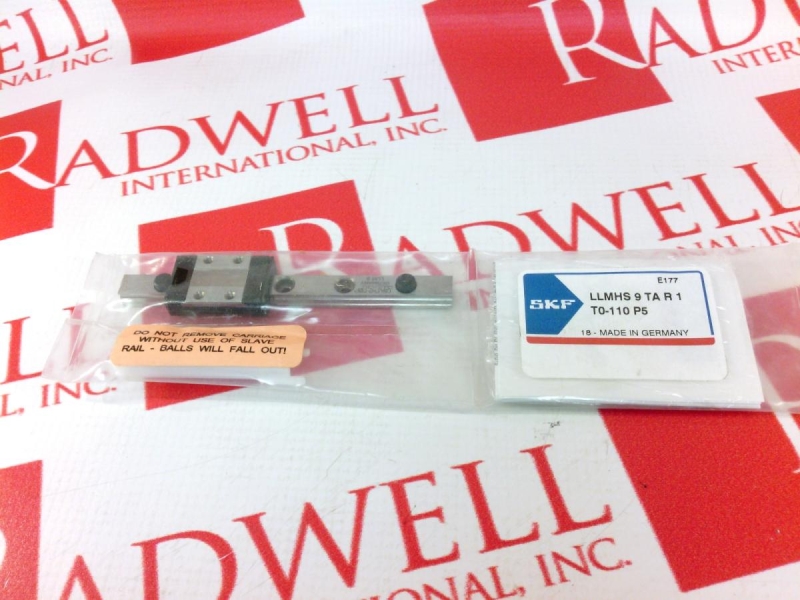 RADWELL
INTERNATIONAL, INC.
RADWELL
INTERNATIONAL, INC.
RADWELL
INTERNATIONAL, INC.
RADWELL
SKF
E177
LLMHS 9 TA R 1
T0-110 P5
18 - MADE IN GERMANY
DO NOT REMOVE CARRIAGE
WITHOUT USE OF SLAVE
RAIL - BALLS WILL FALL OUT!
INC.
RADWELL
INTERNATIONAL, INC.